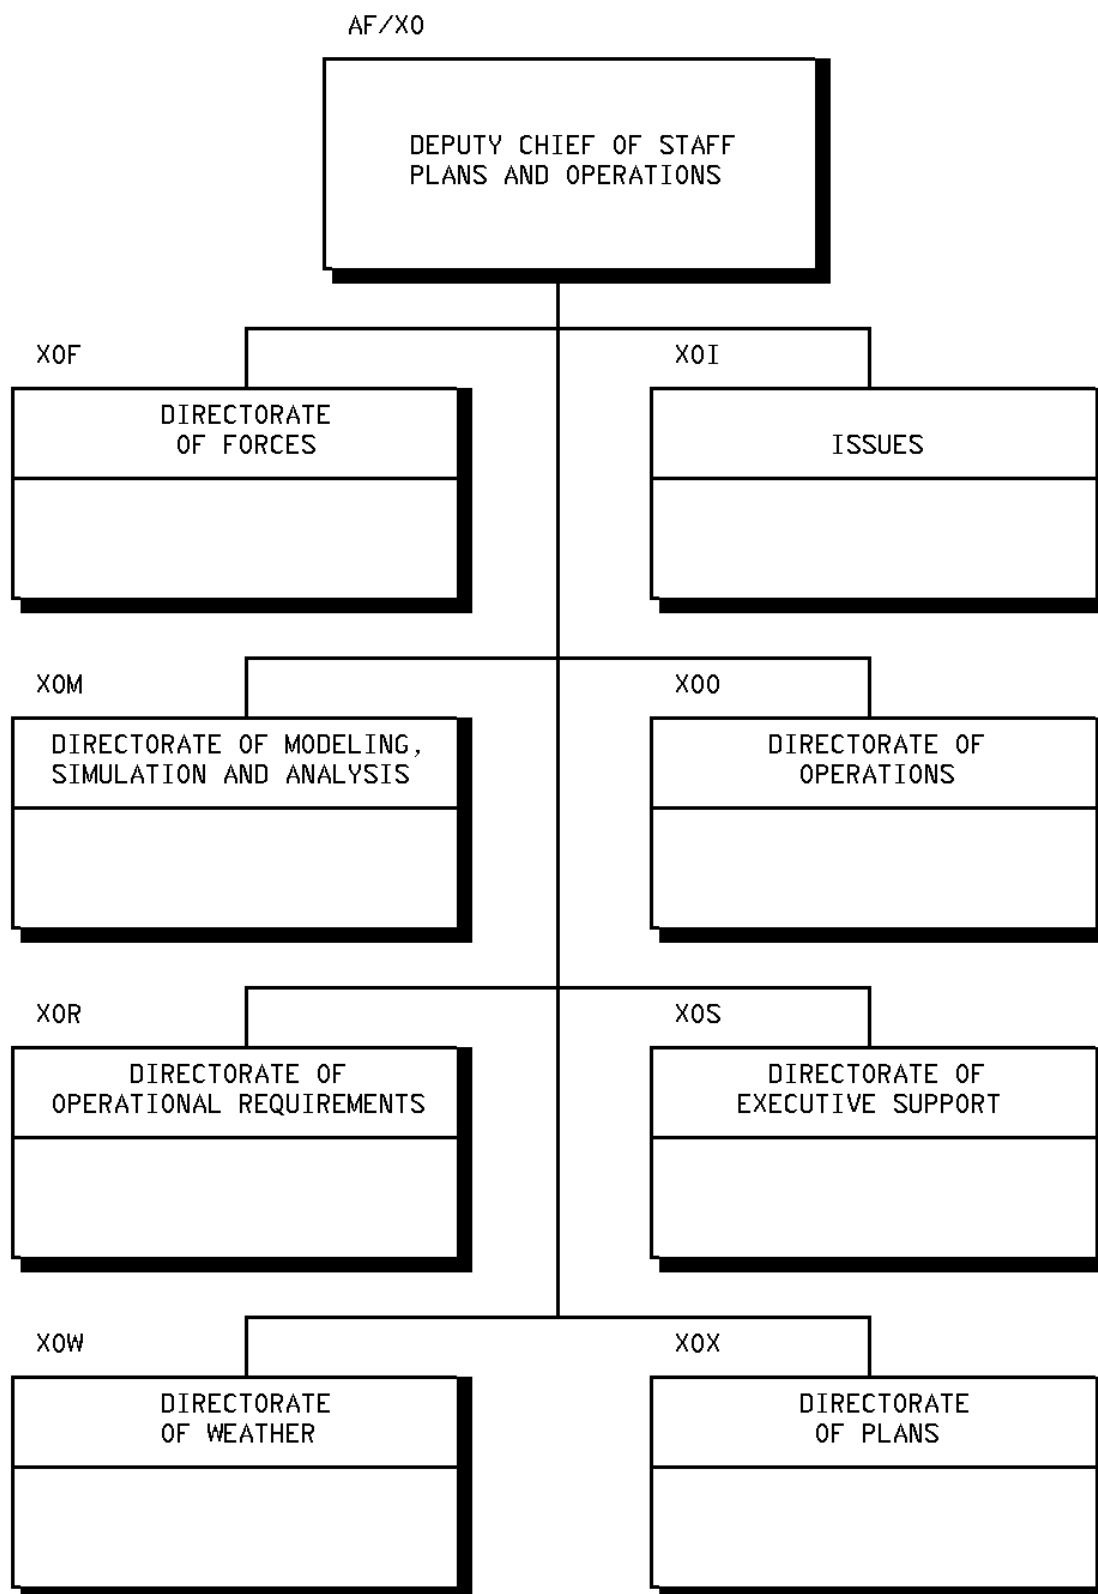 AF/XO
DEPUTY CHIEF OF STAFF
PLANS AND OPERATIONS
XOF
XOI
DIRECTORATE
OF FORCES
ISSUES
XOM
XOO
DIRECTORATE OF MODELING,
SIMULATION AND ANALYSIS
DIRECTORATE OF
OPERATIONS
XOR
XOS
DIRECTORATE OF
OPERATIONAL REQUIREMENTS
DIRECTORATE OF
EXECUTIVE SUPPORT
XOW
XOX
DIRECTORATE
OF WEATHER
DIRECTORATE
OF PLANS